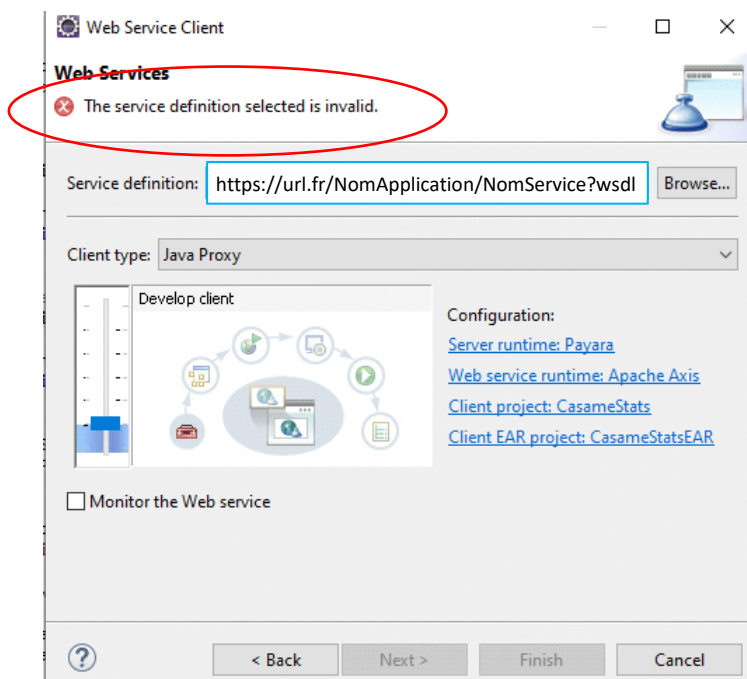 Web Service Client
Web Services
The service definition selected is invalid.
Service definition: https://url.fr/NomApplication/NomService?wsdl Browse...
Client type: Java Proxy
Develop client
Configuration:
Server runtime: Payara
Web service runtime: Apache Axis
Client project: CasameStats
Client EAR project: CasameStatsEAR
Monitor the Web service
? < Back Next > Finish Cancel